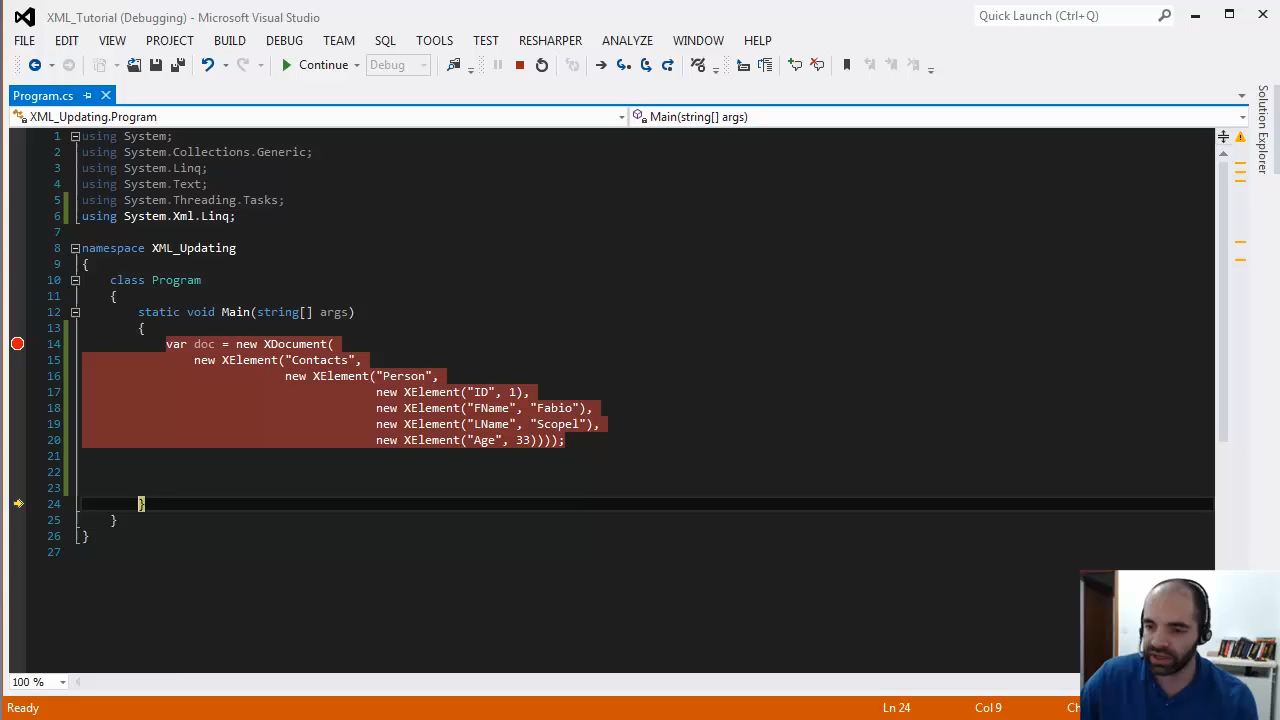 XML_Tutorial (Debugging) - Microsoft Visual Studio
Quick Launch (Ctrl+Q)
FILE EDIT VIEW PROJECT BUILD DEBUG TEAM SQL TOOLS TEST RESHARPER ANALYZE WINDOW HELP
Continue Debug
Program.cs
XML_Updating.Program Main(string[] args)
Solution Explorer
1 using System;
2 using System.Collections.Generic;
3 using System.Linq;
4 using System.Text;
5 using System.Threading.Tasks;
6 using System.Xml.Linq;
7
8 namespace XML_Updating
9 {
10 class Program
11 {
12 static void Main(string[] args)
13 {
14 var doc = new XDocument(
15 new XElement("Contacts",
16 new XElement("Person",
17 new XElement("ID", 1),
18 new XElement("FName", "Fabio"),
19 new XElement("LName", "Scopel"),
20 new XElement("Age", 33))));
21
22
23
24 }
25 }
26 }
27
100 %
Ready Ln 24 Col 9